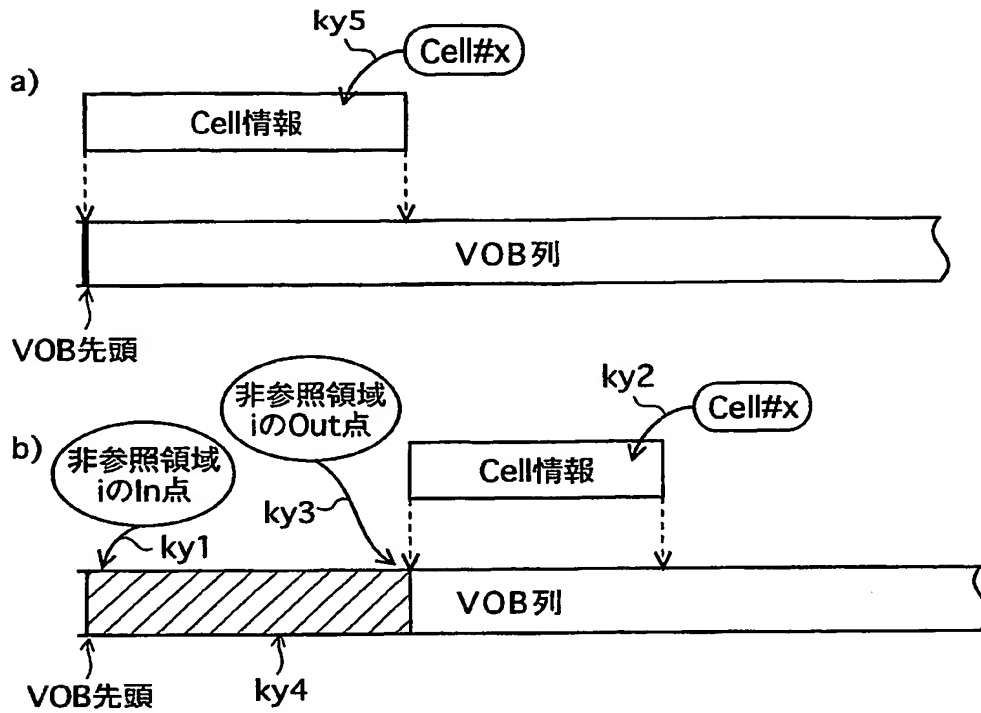 ky5
Cell#x
a)
Cell情報
VOB列
VOB先頭
非参照領域
iのOut点
ky2
Cell#x
b)
非参照領域
iのIn点
Cell情報
ky3
ky1
VOB列
VOB先頭
ky4